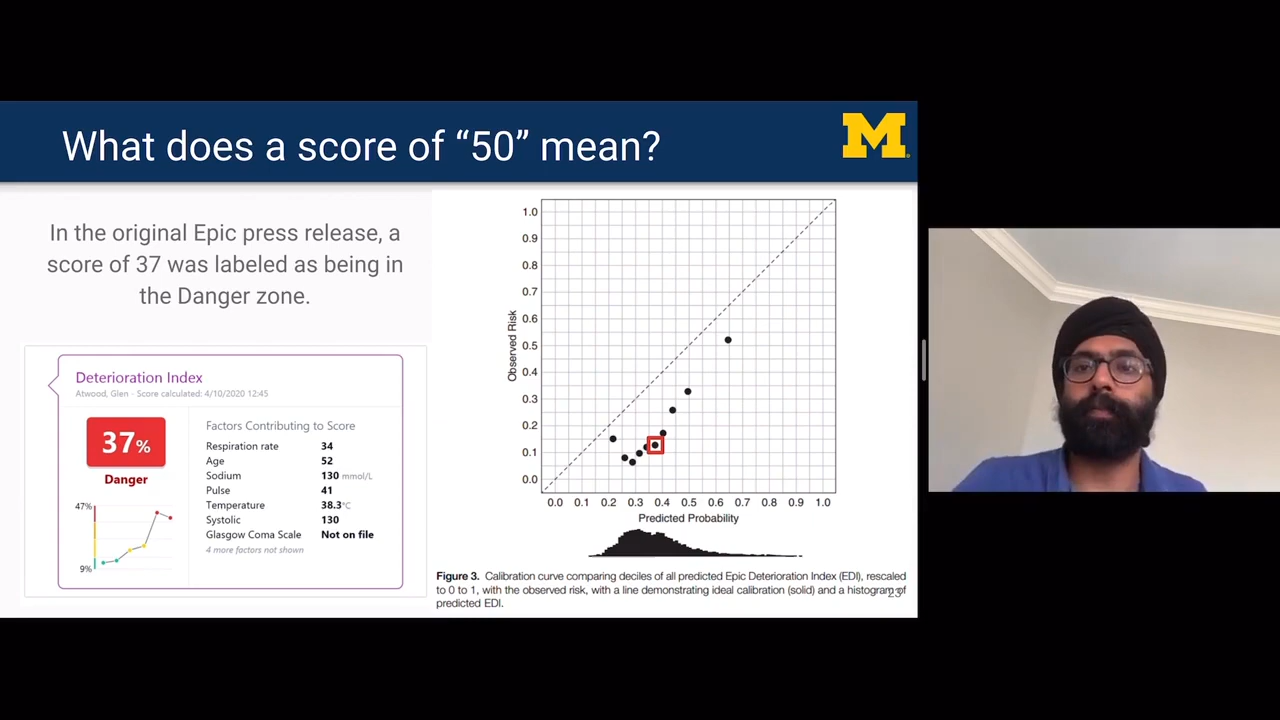 What does a score of “50” mean?
M
In the original Epic press release, a
score of 37 was labeled as being in
the Danger zone.
Deterioration Index
Atwood, Glen - Score calculated: 4/10/2020 12:45
37%
Danger
47%
9%
Factors Contributing to Score
Respiration rate 34
Age 52
Sodium 130 mmol/L
Pulse 41
Temperature 38.3°C
Systolic 130
Glasgow Coma Scale Not on file
4 more factors not shown
Observed Risk
1.0
0.9
0.8
0.7
0.6
0.5
0.4
0.3
0.2
0.1
0.0
0.0 0.1 0.2 0.3 0.4 0.5 0.6 0.7 0.8 0.9 1.0
Predicted Probability
Figure 3. Calibration curve comparing deciles of all predicted Epic Deterioration Index (EDI), rescaled
to 0 to 1, with the observed risk, with a line demonstrating ideal calibration (solid) and a histogram of
predicted EDI.
23